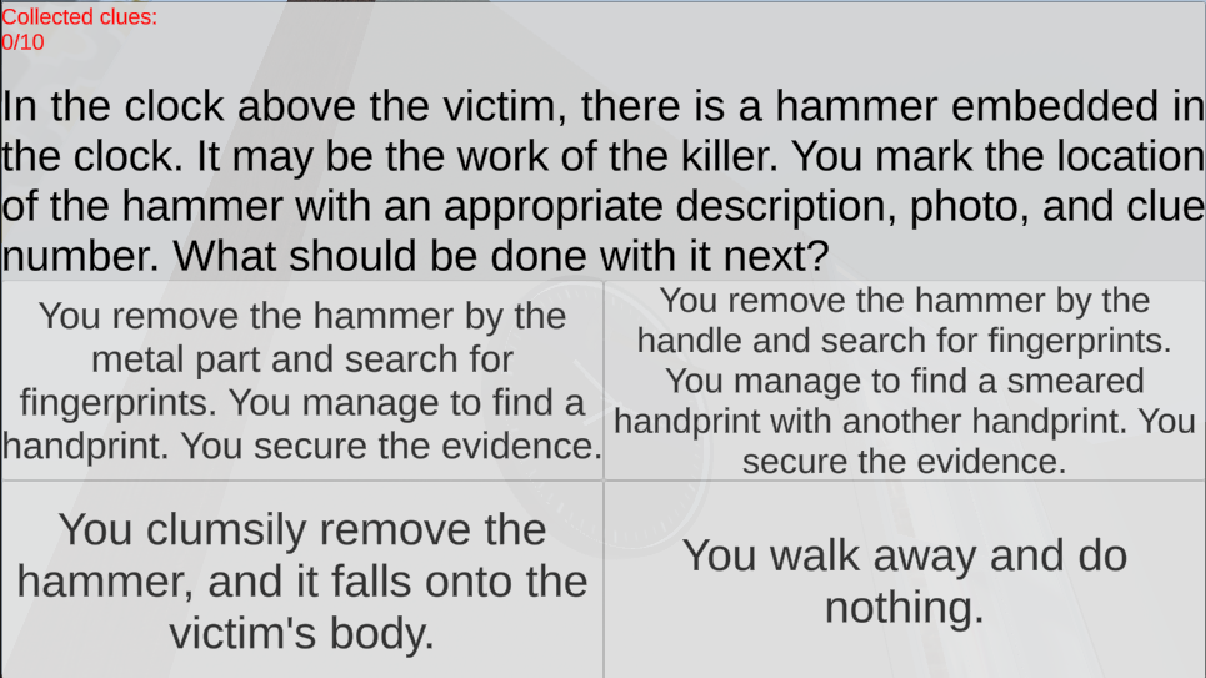 Collected clues:
0/10
In the clock above the victim, there is a hammer embedded in
the clock. It may be the work of the killer. You mark the location
of the hammer with an appropriate description, photo, and clue
number. What should be done with it next?
You remove the hammer by the
metal part and search for
fingerprints. You manage to find a
handprint. You secure the evidence.
You remove the hammer by the
handle and search for fingerprints.
You manage to find a smeared
handprint with another handprint. You
secure the evidence.
You clumsily remove the
hammer, and it falls onto the
victim's body.
You walk away and do
nothing.